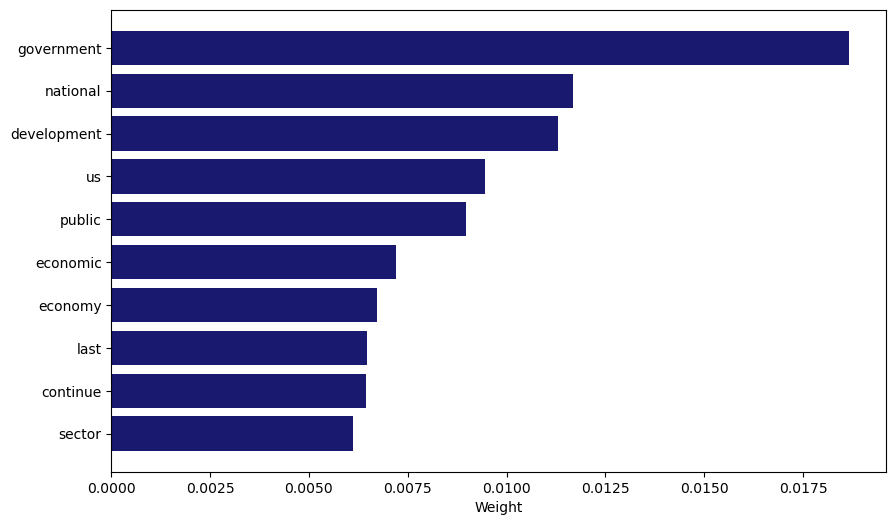 government
national
development
us
public
economic
economy
last
continue
sector
0.0000 0.0025 0.0050 0.0075 0.0100 0.0125 0.0150 0.0175
Weight